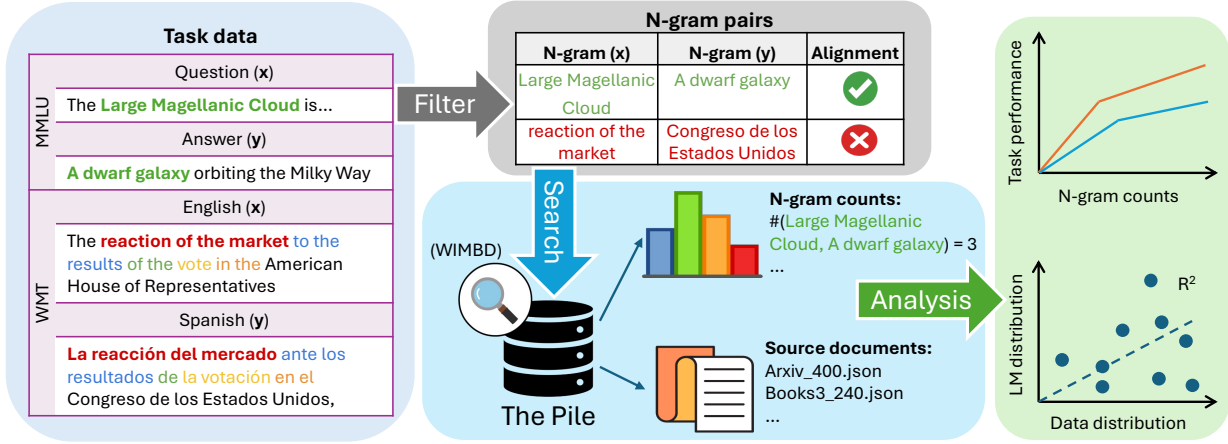 Task data
MMLU
Question (x)
The Large Magellanic Cloud is...
Answer (y)
A dwarf galaxy orbiting the Milky Way
WMT
English (x)
The reaction of the market to the
results of the vote in the American
House of Representatives
Spanish (y)
La reacción del mercado ante los
resultados de la votación en el
Congreso de los Estados Unidos,
Filter
N-gram pairs
N-gram (x)
N-gram (y)
Alignment
Large Magellanic
Cloud
A dwarf galaxy
reaction of the
market
Congreso de los
Estados Unidos
Search
(WIMBD)
The Pile
N-gram counts:
#(Large Magellanic
Cloud, A dwarf galaxy) = 3
...
Source documents:
Arxiv_400.json
Books3_240.json
...
Analysis
Task performance
N-gram counts
LM distribution
R²
Data distribution